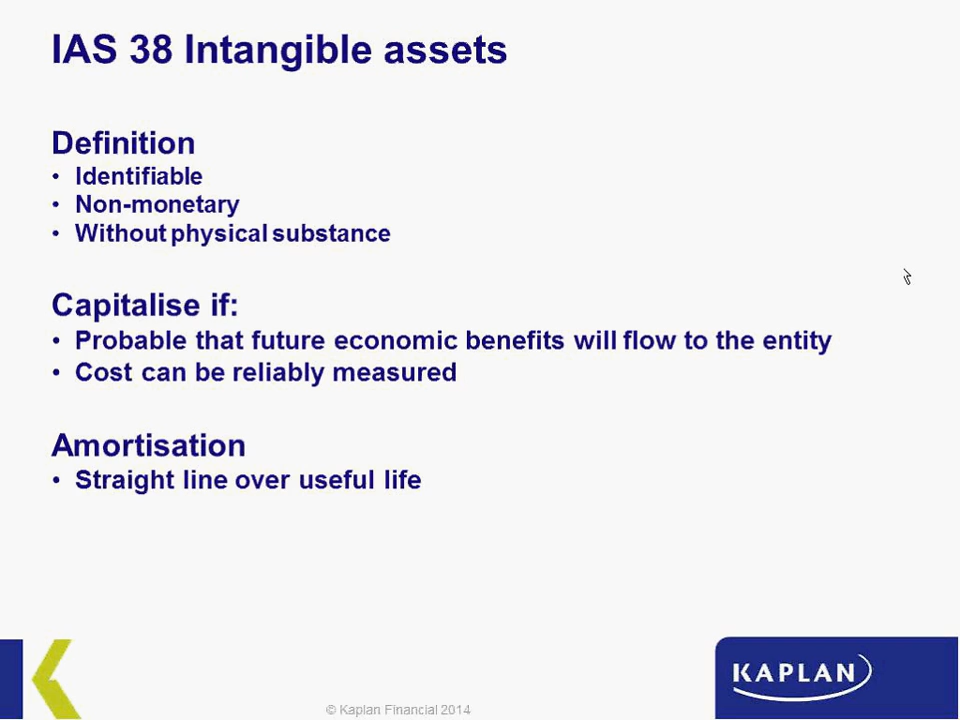 IAS 38 Intangible assets
Definition
• Identifiable
• Non-monetary
• Without physical substance
Capitalise if:
• Probable that future economic benefits will flow to the entity
• Cost can be reliably measured
Amortisation
• Straight line over useful life
© Kaplan Financial 2014
KAPLAN